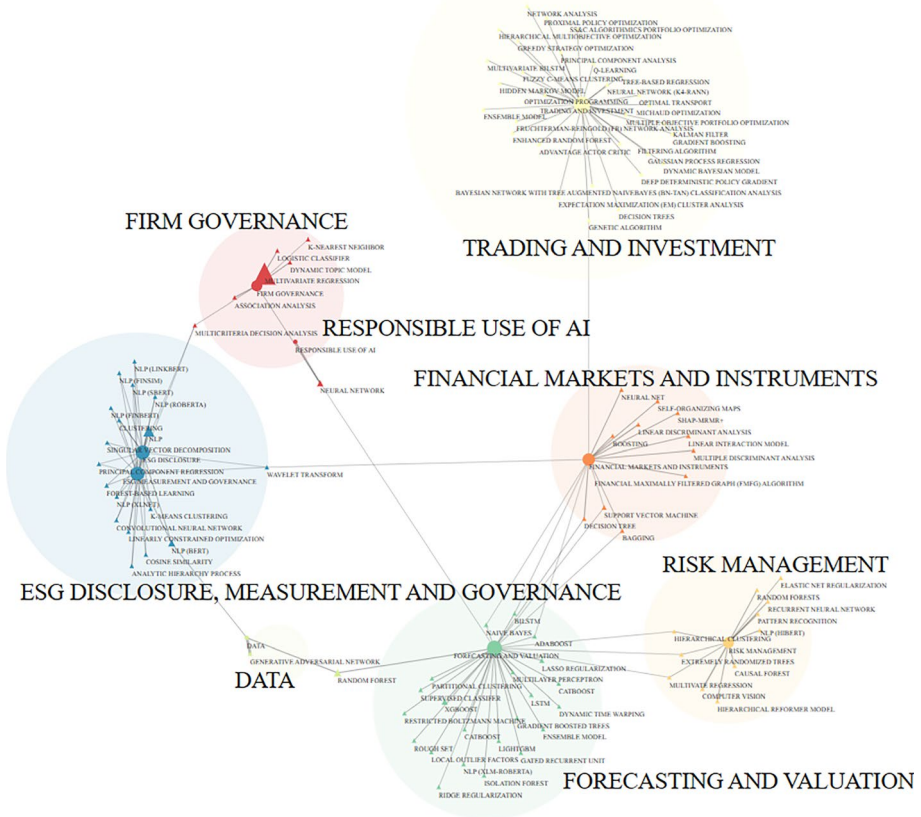 NETWORK ANALYSIS
PROXIMAL POLICY OPTIMIZATION
SS&C ALGORITHMICS PORTFOLIO OPTIMIZATION
HIERARCHICAL MULTIOBJECTIVE OPTIMIZATION
GREEDY STRATEGY OPTIMIZATION
PRINCIPAL COMPONENT ANALYSIS
MULTIVARIATE BILSTM
Q-LEARNING
FUZZY C-MEANS CLUSTERING
TREE-BASED REGRESSION
HIDDEN MARKOV MODEL
NEURAL NETWORK (K4-RANN)
OPTIMIZATION PROGRAMMING
OPTIMAL TRANSPORT
TRADING AND INVESTMENT
MICHAUD OPTIMIZATION
ENSEMBLE MODEL
MULTIPLE OBJECTIVE PORTFOLIO OPTIMIZATION
FRUCHTERMAN-REINGOLD (FR) NETWORK ANALYSIS
KALMAN FILTER
ENHANCED RANDOM FOREST
GRADIENT BOOSTING
ADVANTAGE ACTOR CRITIC
FILTERING ALGORITHM
GAUSSIAN PROCESS REGRESSION
DYNAMIC BAYESIAN MODEL
DEEP DETERMINISTIC POLICY GRADIENT
BAYESIAN NETWORK WITH TREE AUGMENTED NAIVEBAYES (BN-TAN) CLASSIFICATION ANALYSIS
EXPECTATION MAXIMIZATION (EM) CLUSTER ANALYSIS
DECISION TREES
GENETIC ALGORITHM
TRADING AND INVESTMENT
FIRM GOVERNANCE
K-NEAREST NEIGHBOR
LOGISTIC CLASSIFIER
DYNAMIC TOPIC MODEL
MULTIVARIATE REGRESSION
FIRM GOVERNANCE
ASSOCIATION ANALYSIS
MULTICRITERIA DECISION ANALYSIS
RESPONSIBLE USE OF AI
RESPONSIBLE USE OF AI
NEURAL NETWORK
FINANCIAL MARKETS AND INSTRUMENTS
NEURAL NET
SELF-ORGANIZING MAPS
SHAP-MRMR+
LINEAR DISCRIMINANT ANALYSIS
BOOSTING
LINEAR INTERACTION MODEL
MULTIPLE DISCRIMINANT ANALYSIS
FINANCIAL MARKETS AND INSTRUMENTS
FINANCIAL MAXIMALLY FILTERED GRAPH (FMFG) ALGORITHM
SUPPORT VECTOR MACHINE
DECISION TREE
BAGGING
NLP (LINKBERT)
NLP (FINSIM)
NLP (SBERT)
NLP (ROBERTA)
NLP (FINBERT)
CLUSTERING
NLP
SINGULAR VECTOR DECOMPOSITION
ESG DISCLOSURE
PRINCIPAL COMPONENT REGRESSION
WAVELET TRANSFORM
ESG MEASUREMENT AND GOVERNANCE
FOREST-BASED LEARNING
NLP (XLNET)
K-MEANS CLUSTERING
CONVOLUTIONAL NEURAL NETWORK
LINEARLY CONSTRAINED OPTIMIZATION
NLP (BERT)
COSINE SIMILARITY
ANALYTIC HIERARCHY PROCESS
ESG DISCLOSURE, MEASUREMENT AND GOVERNANCE
DATA
GENERATIVE ADVERSARIAL NETWORK
RANDOM FOREST
DATA
RISK MANAGEMENT
ELASTIC NET REGULARIZATION
RANDOM FORESTS
RECURRENT NEURAL NETWORK
PATTERN RECOGNITION
NLP (HIBERT)
HIERARCHICAL CLUSTERING
RISK MANAGEMENT
EXTREMELY RANDOMIZED TREES
CAUSAL FOREST
MULTIVATE REGRESSION
COMPUTER VISION
HIERARCHICAL REFORMER MODEL
BILSTM
NAIVE BAYES
ADABOOST
FORECASTING AND VALUATION
LASSO REGULARIZATION
MULTILAYER PERCEPTRON
PARTITIONAL CLUSTERING
CATBOOST
SUPERVISED CLASSIFER
LSTM
XGBOOST
DYNAMIC TIME WARPING
RESTRICTED BOLTZMANN MACHINE
GRADIENT BOOSTED TREES
CATBOOST
ENSEMBLE MODEL
ROUGH SET
LIGHTGBM
LOCAL OUTLIER FACTORS
GATED RECURRENT UNIT
NLP (XLM-ROBERTA)
ISOLATION FOREST
RIDGE REGULARIZATION
FORECASTING AND VALUATION